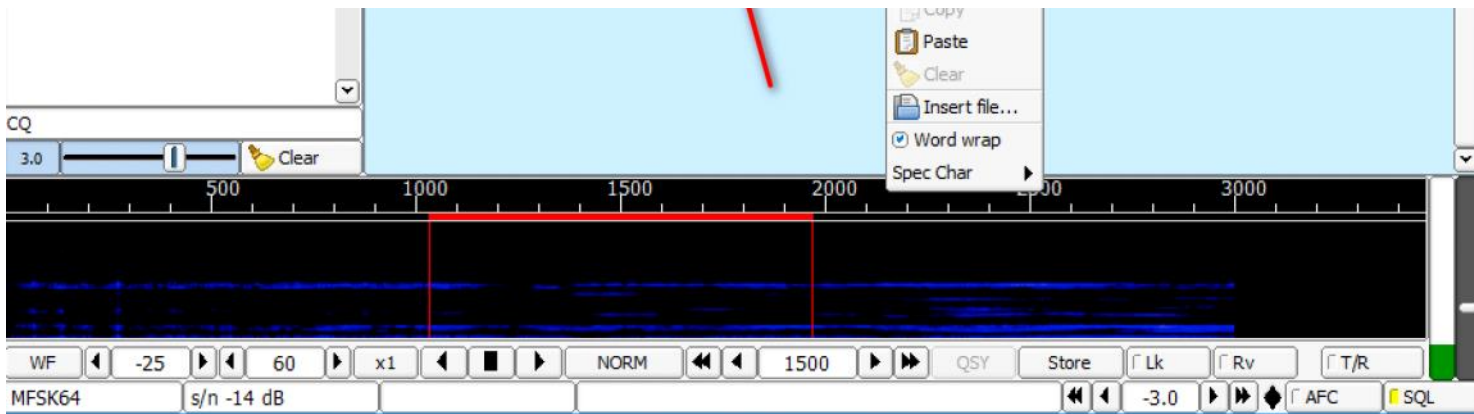 Copy
Paste
Clear
Insert file...
CQ
Word wrap
3.0 Clear
Spec Char
500 1000 1500 2000 2500 3000
WF -25 60 x1 NORM 1500 QSY Store Lk Rv T/R
MFSK64 s/n -14 dB -3.0 AFC SQL